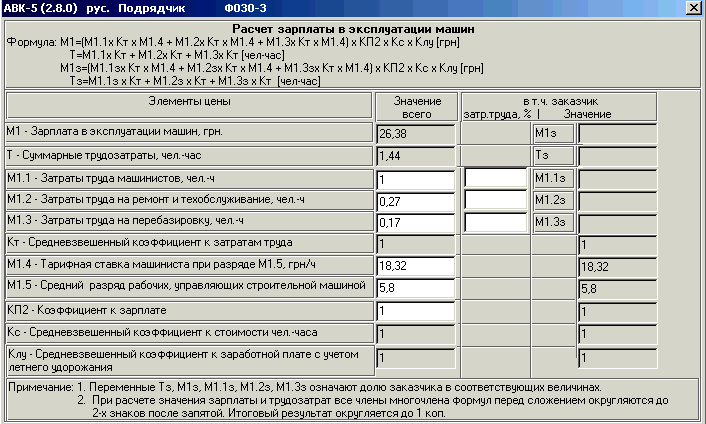 АВК-5 (2.8.0) рус. Подрядчик Ф030-3
Расчет зарплаты в эксплуатации машин
Формула: М1=(М1.1х Кт х М1.4 + М1.2х Кт х М1.4 + М1.3х Кт х М1.4) х КП2 х Кс х Клу [грн]
Т=М1.1х Кт + М1.2х Кт + М1.3х Кт [чел-час]
М1з=(М1.1зх Кт х М1.4 + М1.2зх Кт х М1.4 + М1.3зх Кт х М1.4) х КП2 х Кс х Клу [грн]
Тз=М1.1з х Кт + М1.2з х Кт + М1.3з х Кт [чел-час]
Элементы цены Значение всего в т.ч. заказчик затр.труда, % | Значение
М1 - Зарплата в эксплуатации машин, грн. 26,38 М1з
Т - Суммарные трудозатраты, чел.-час 1,44 Тз
М1.1 - Затраты труда машинистов, чел.-ч 1 М1.1з
М1.2 - Затраты труда на ремонт и техобслуживание, чел.-ч 0,27 М1.2з
М1.3 - Затраты труда на перебазировку, чел.-ч 0,17 М1.3з
Кт - Средневзвешенный коэффициент к затратам труда 1 1
М1.4 - Тарифная ставка машиниста при разряде М1.5, грн/ч 18,32 18,32
М1.5 - Средний разряд рабочих, управляющих строительной машиной 5,8 5,8
КП2 - Коэффициент к зарплате 1 1
Кс - Средневзвешенный коэффициент к стоимости чел.-часа 1 1
Клу - Средневзвешенный коэффициент к заработной плате с учетом
летнего удорожания 1 1
Примечание: 1. Переменные Тз, М1з, М1.1з, М1.2з, М1.3з означают долю заказчика в соответствующих величинах.
2. При расчете значения зарплаты и трудозатрат все члены многочлена формул перед сложением округляются до
2-х знаков после запятой. Итоговый результат округляется до 1 коп.